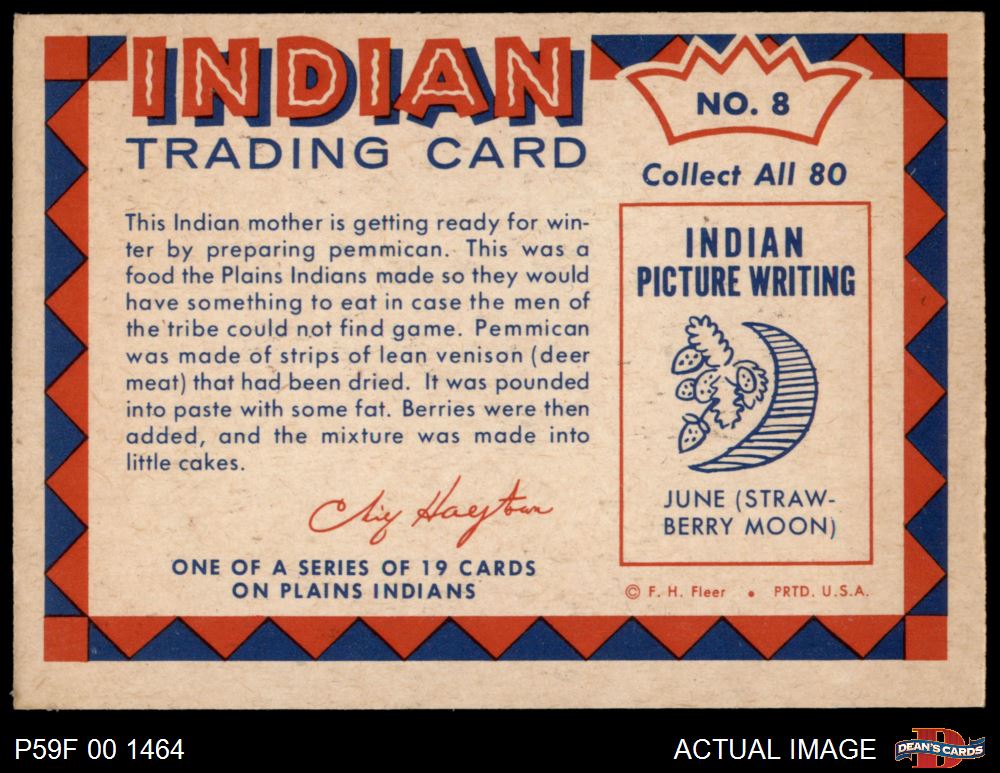 INDIAN
TRADING CARD
NO. 8
Collect All 80
This Indian mother is getting ready for win-
ter by preparing pemmican. This was a
food the Plains Indians made so they would
have something to eat in case the men of
the tribe could not find game. Pemmican
was made of strips of lean venison (deer
meat) that had been dried. It was pounded
into paste with some fat. Berries were then
added, and the mixture was made into
little cakes.
Chief
ONE OF A SERIES OF 19 CARDS
ON PLAINS INDIANS
INDIAN
PICTURE WRITING
JUNE (STRAW-
BERRY MOON)
© F. H. Fleer • PRTD. U.S.A.
P59F 00 1464
ACTUAL IMAGE
DEAN'S CARDS